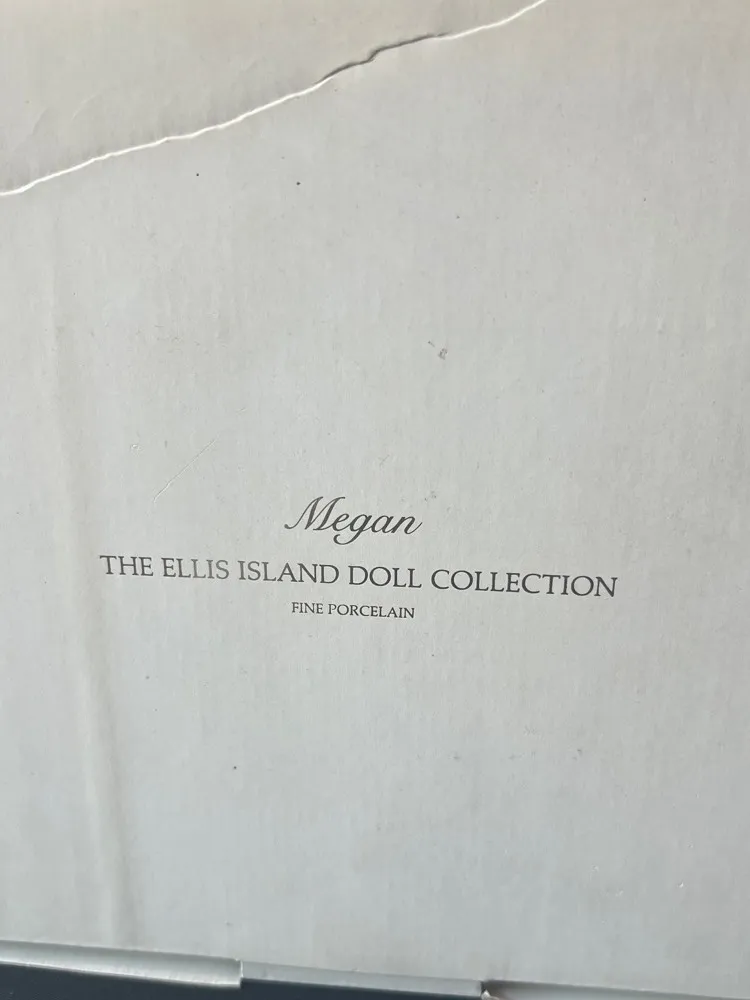 Megan
THE ELLIS ISLAND DOLL COLLECTION
FINE PORCELAIN